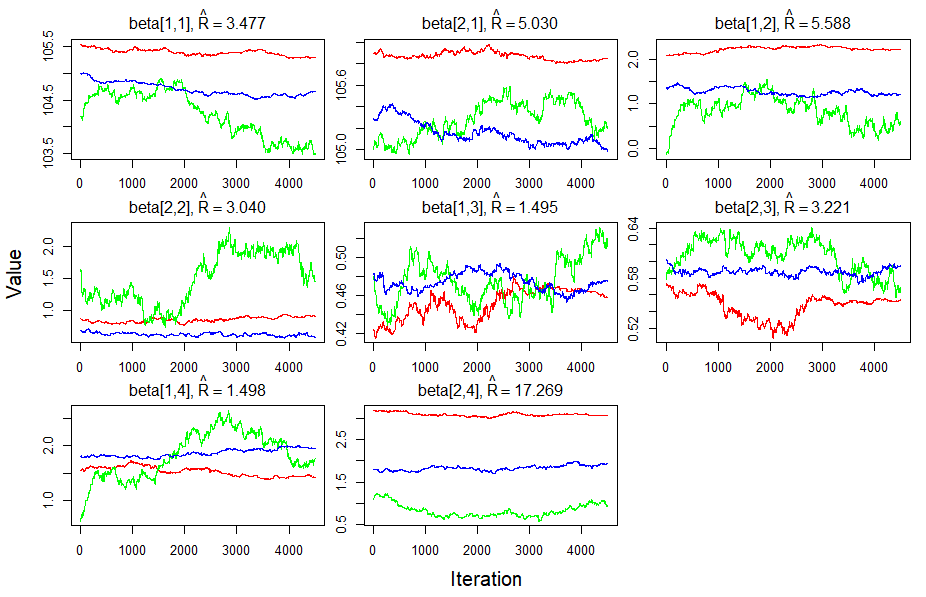 beta[1,1], R̂ = 3.477
beta[2,1], R̂ = 5.030
beta[1,2], R̂ = 5.588
103.5 104.5 105.5
105.0 105.6
0.0 1.0 2.0
0 1000 2000 3000 4000
0 1000 2000 3000 4000
0 1000 2000 3000 4000
beta[2,2], R̂ = 3.040
beta[1,3], R̂ = 1.495
beta[2,3], R̂ = 3.221
Value
1.0 1.5 2.0
0.42 0.46 0.50
0.52 0.58 0.64
0 1000 2000 3000 4000
0 1000 2000 3000 4000
0 1000 2000 3000 4000
beta[1,4], R̂ = 1.498
beta[2,4], R̂ = 17.269
1.0 2.0
0.5 1.5 2.5
0 1000 2000 3000 4000
0 1000 2000 3000 4000
Iteration